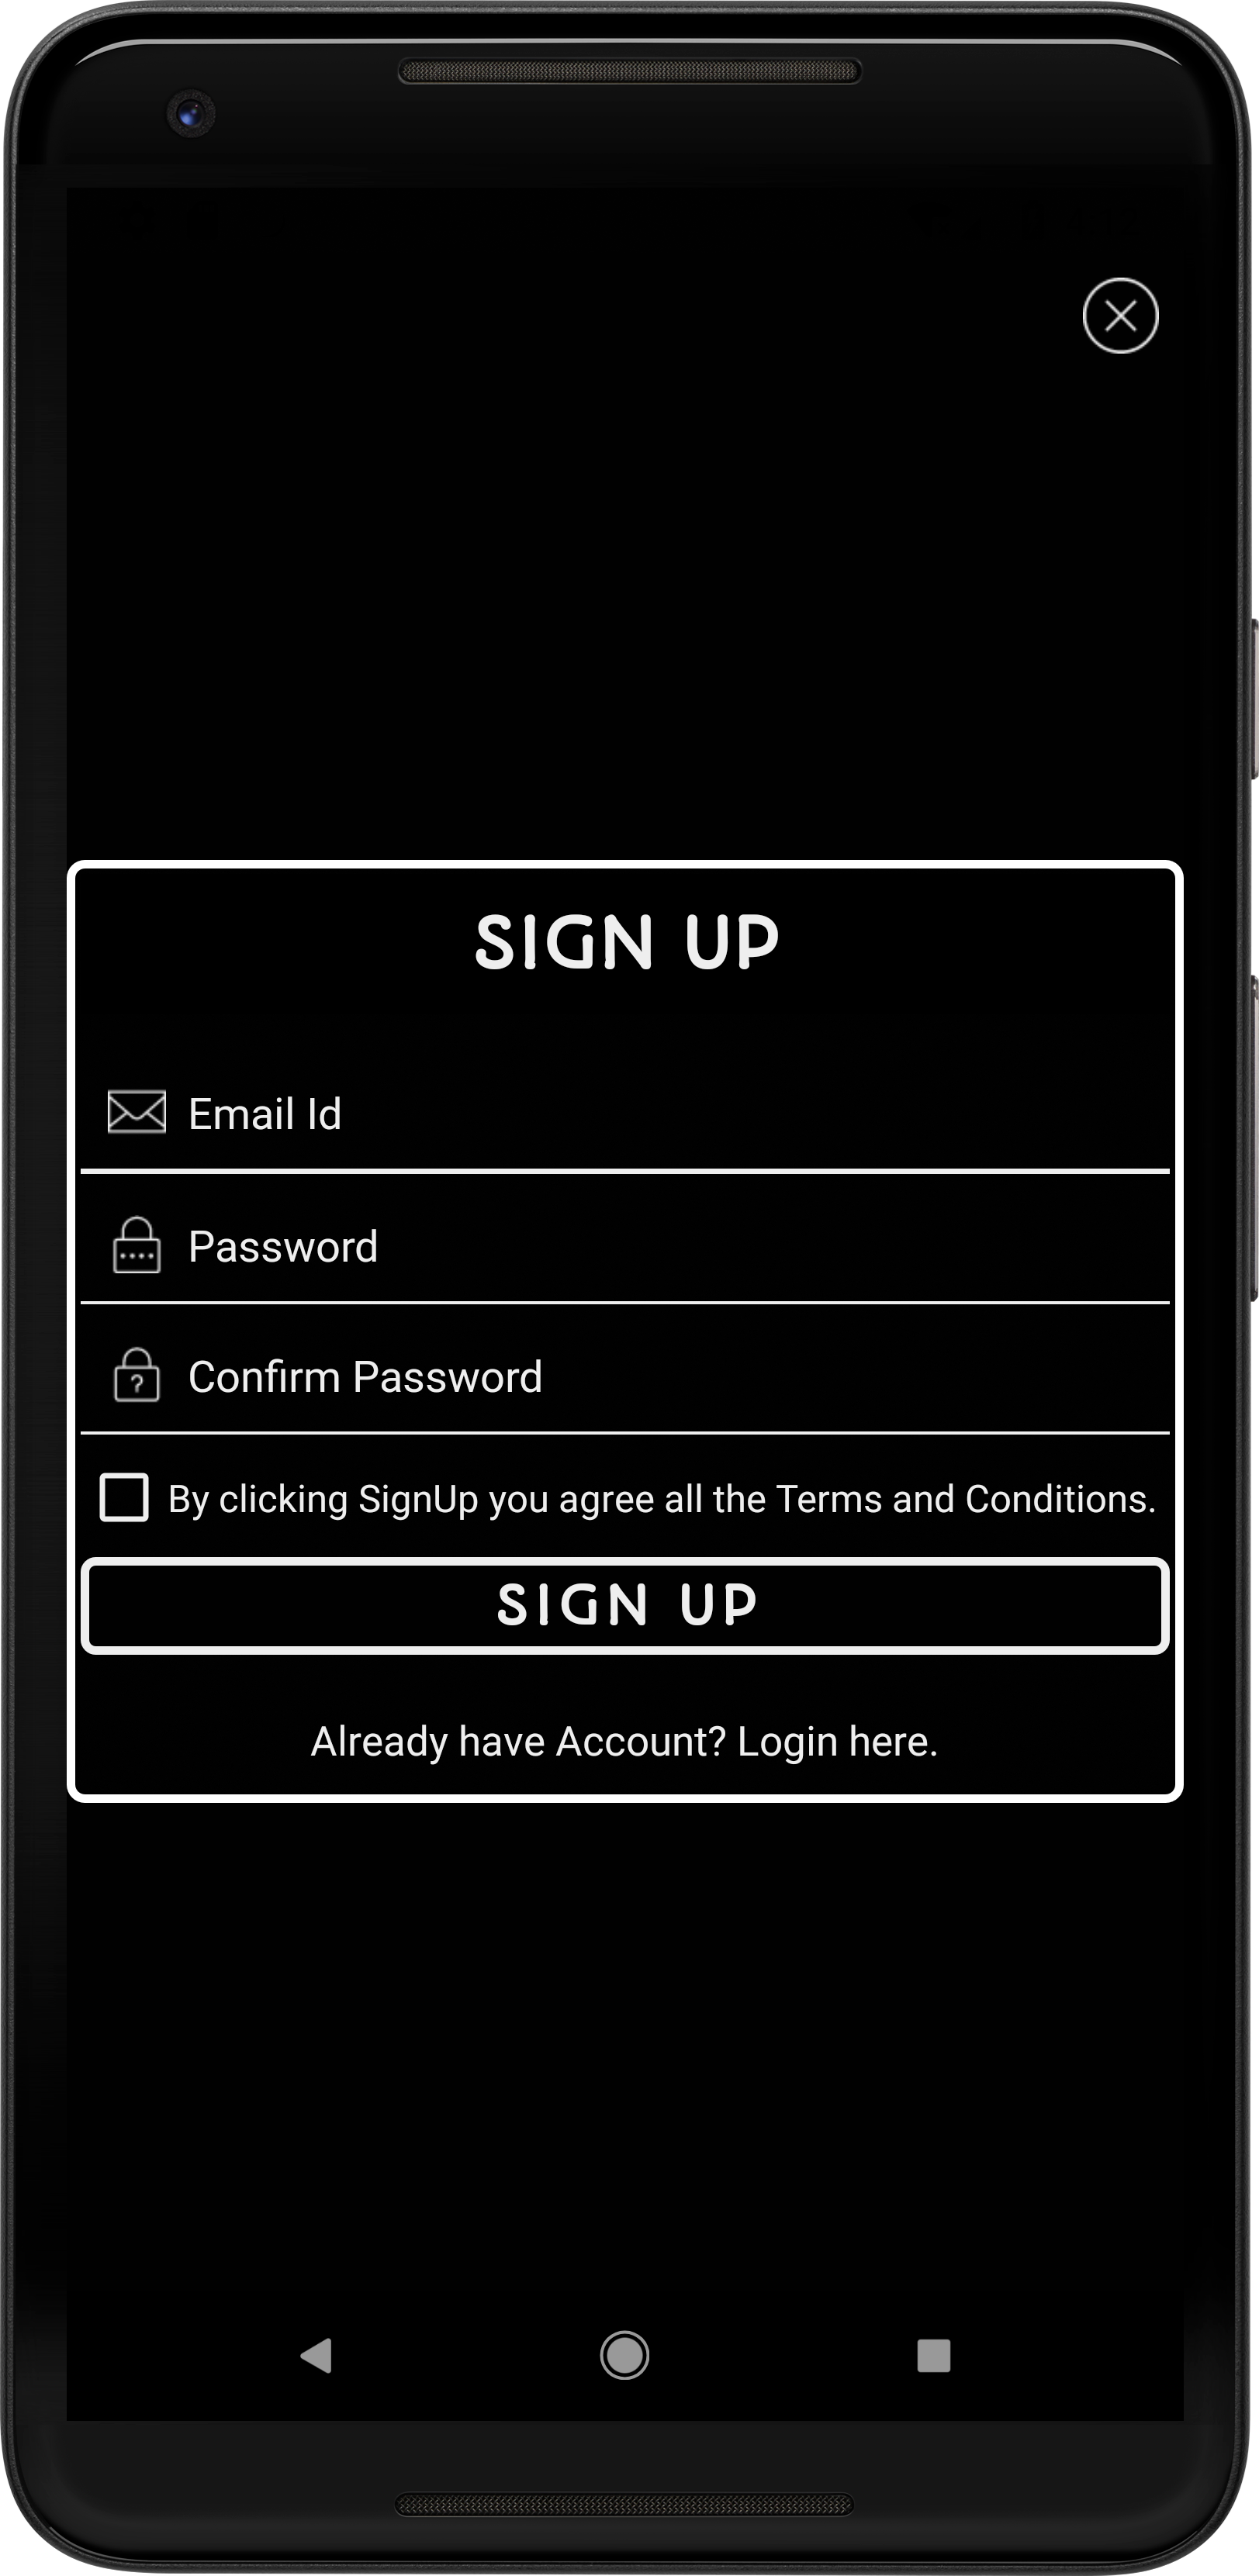 SIGN UP
Email Id
Password
Confirm Password
By clicking SignUp you agree all the Terms and Conditions.
SIGN UP
Already have Account? Login here.